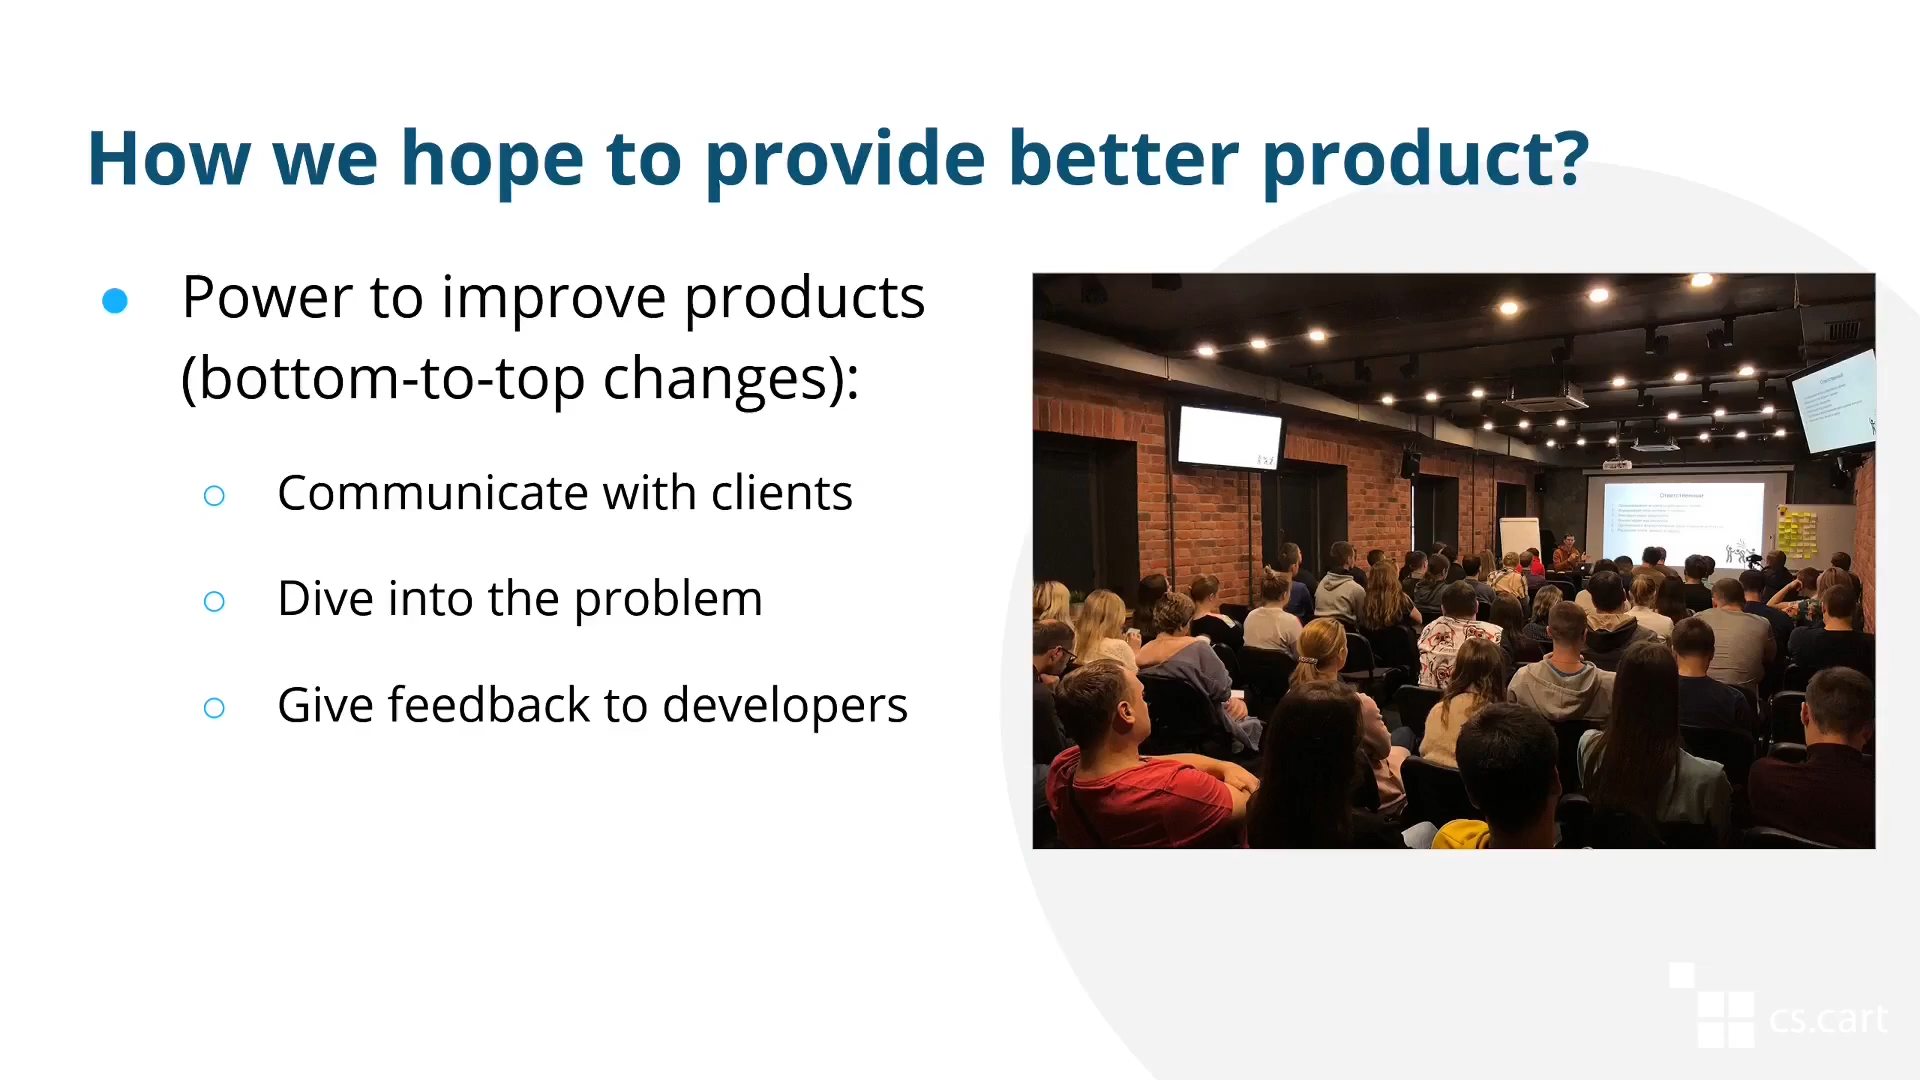 How we hope to provide better product?
● Power to improve products
(bottom-to-top changes):
○ Communicate with clients
○ Dive into the problem
○ Give feedback to developers
Ответственный
cs.cart